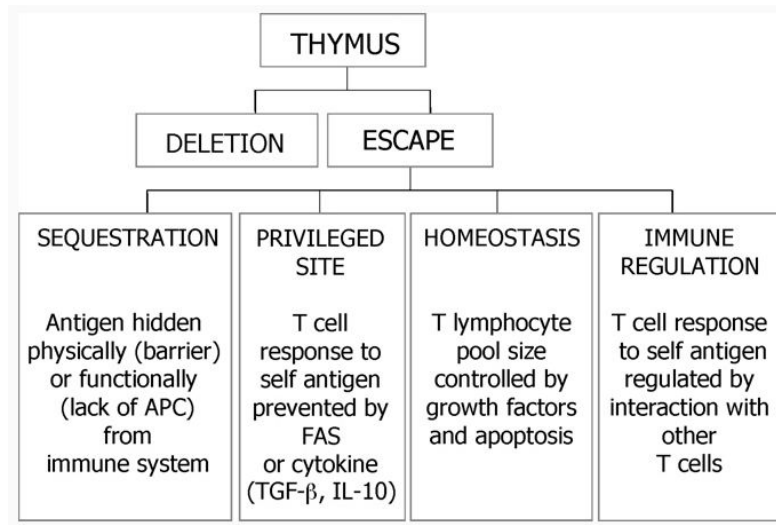 THYMUS
DELETION
ESCAPE
SEQUESTRATION
Antigen hidden
physically (barrier)
or functionally
(lack of APC)
from
immune system
PRIVILEGED
SITE
T cell
response to
self antigen
prevented by
FAS
or cytokine
(TGF-β, IL-10)
HOMEOSTASIS
T lymphocyte
pool size
controlled by
growth factors
and apoptosis
IMMUNE
REGULATION
T cell response
to self antigen
regulated by
interaction with
other
T cells